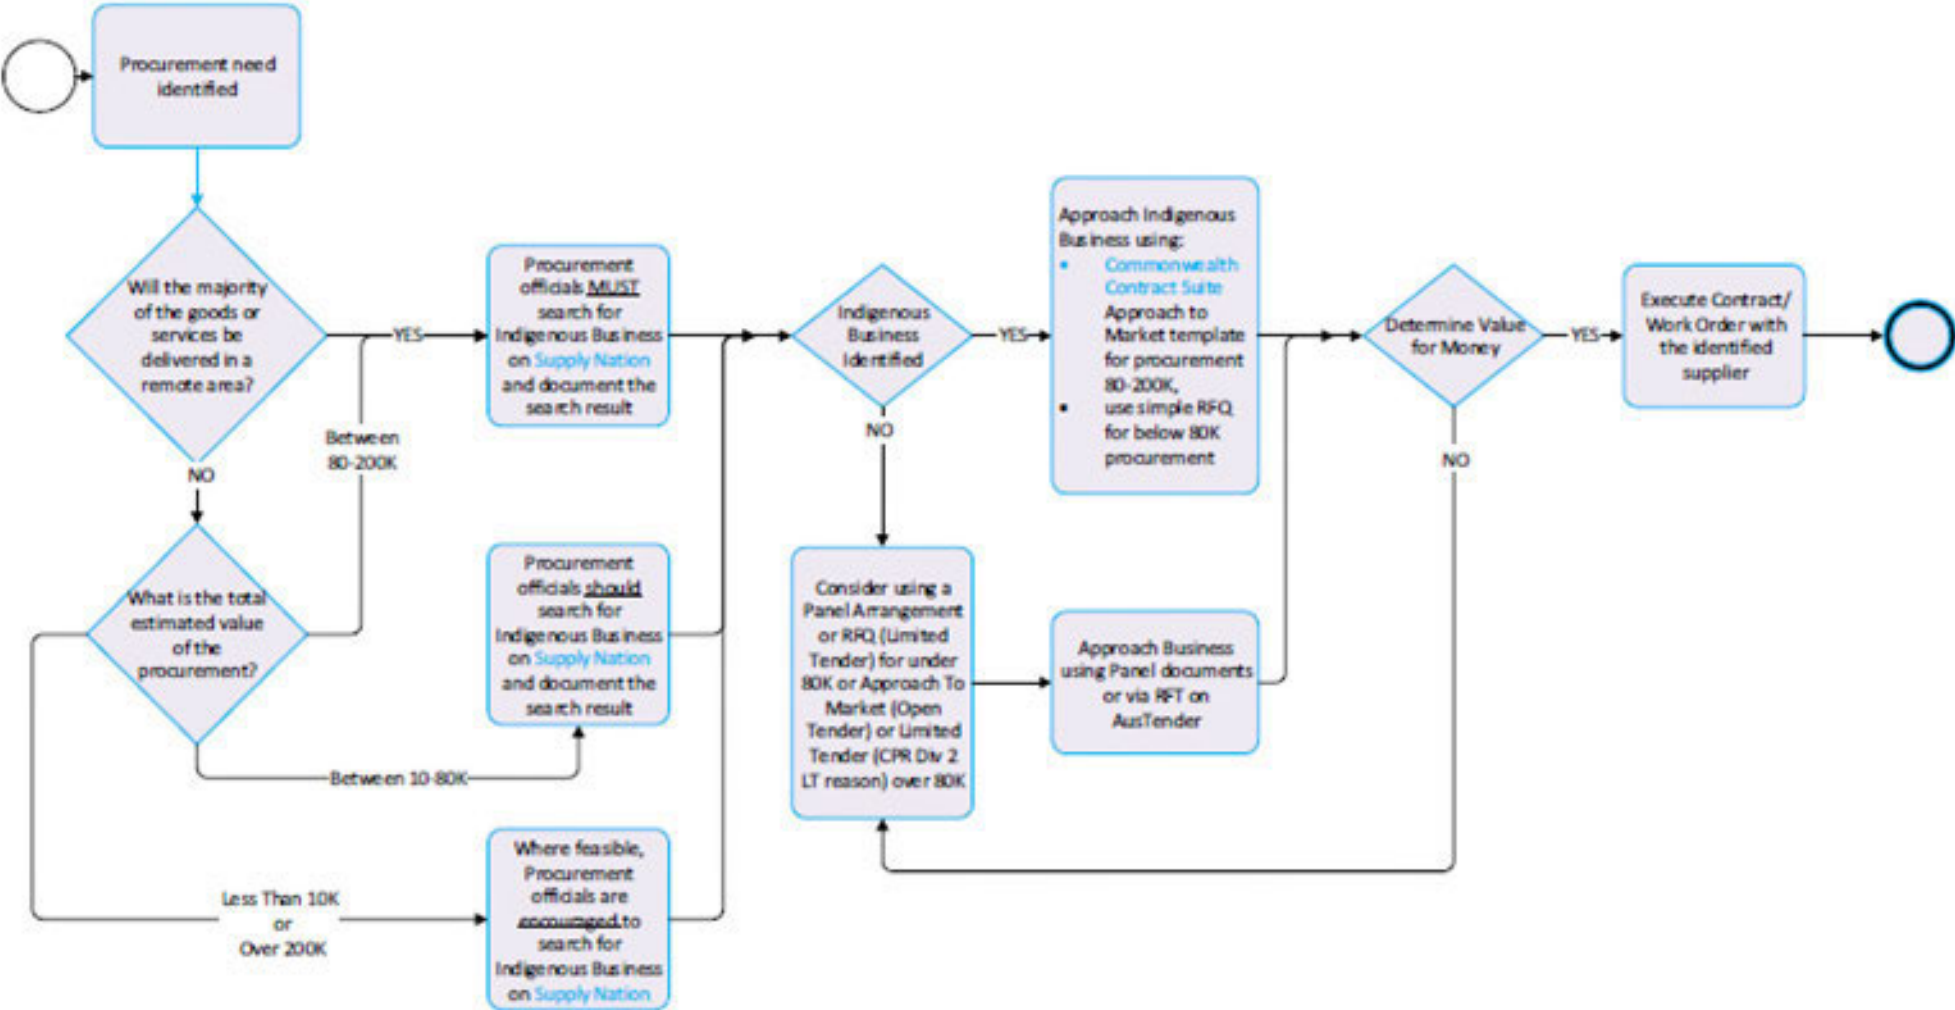 Procurement need
identified
Will the majority
of the goods or
services be
delivered in a
remote area?
YES
NO
Between
80-200K
What is the total
estimated value
of the
procurement?
Between 10-80K
Less Than 10K
or
Over 200K
Procurement
officials MUST
search for
Indigenous Business
on Supply Nation
and document the
search result
Procurement
officials should
search for
Indigenous Business
on Supply Nation
and document the
search result
Where feasible,
Procurement
officials are
encouraged to
search for
Indigenous Business
on Supply Nation
Indigenous
Business
Identified
YES
NO
Approach Indigenous
Business using:
• Commonwealth
Contract Suite
Approach to
Market template
for procurement
80-200K,
• use simple RFQ
for below 80K
procurement
Consider using a
Panel Arrangement
or RFQ (Limited
Tender) for under
80K or Approach To
Market (Open
Tender) or Limited
Tender (CPR Div 2
LT reason) over 80K
Approach Business
using Panel documents
or via RFT on
AusTender
Determine Value
for Money
YES
NO
Execute Contract/
Work Order with
the identified
supplier